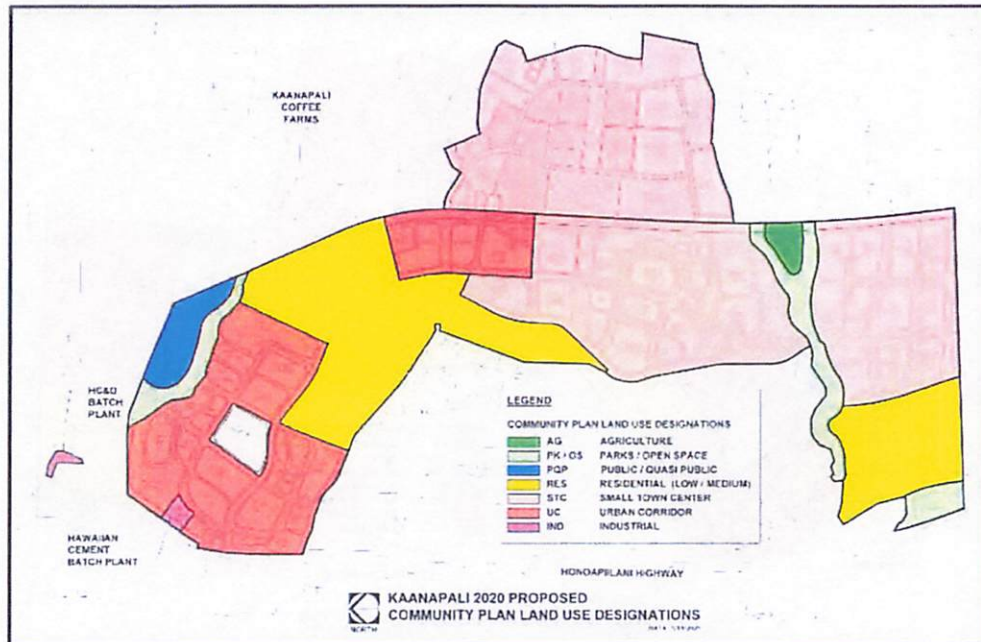 KAANAPALI
COFFEE
FARMS
HC&D
BATCH
PLANT
HAWAIIAN
CEMENT
BATCH PLANT
LEGEND
COMMUNITY PLAN LAND USE DESIGNATIONS
AG AGRICULTURE
PK / OS PARKS / OPEN SPACE
PQP PUBLIC / QUASI PUBLIC
RES RESIDENTIAL (LOW / MEDIUM)
STC SMALL TOWN CENTER
UC URBAN CORRIDOR
IND INDUSTRIAL
HONOAPIILANI HIGHWAY
KAANAPALI 2020 PROPOSED
COMMUNITY PLAN LAND USE DESIGNATIONS
NORTH